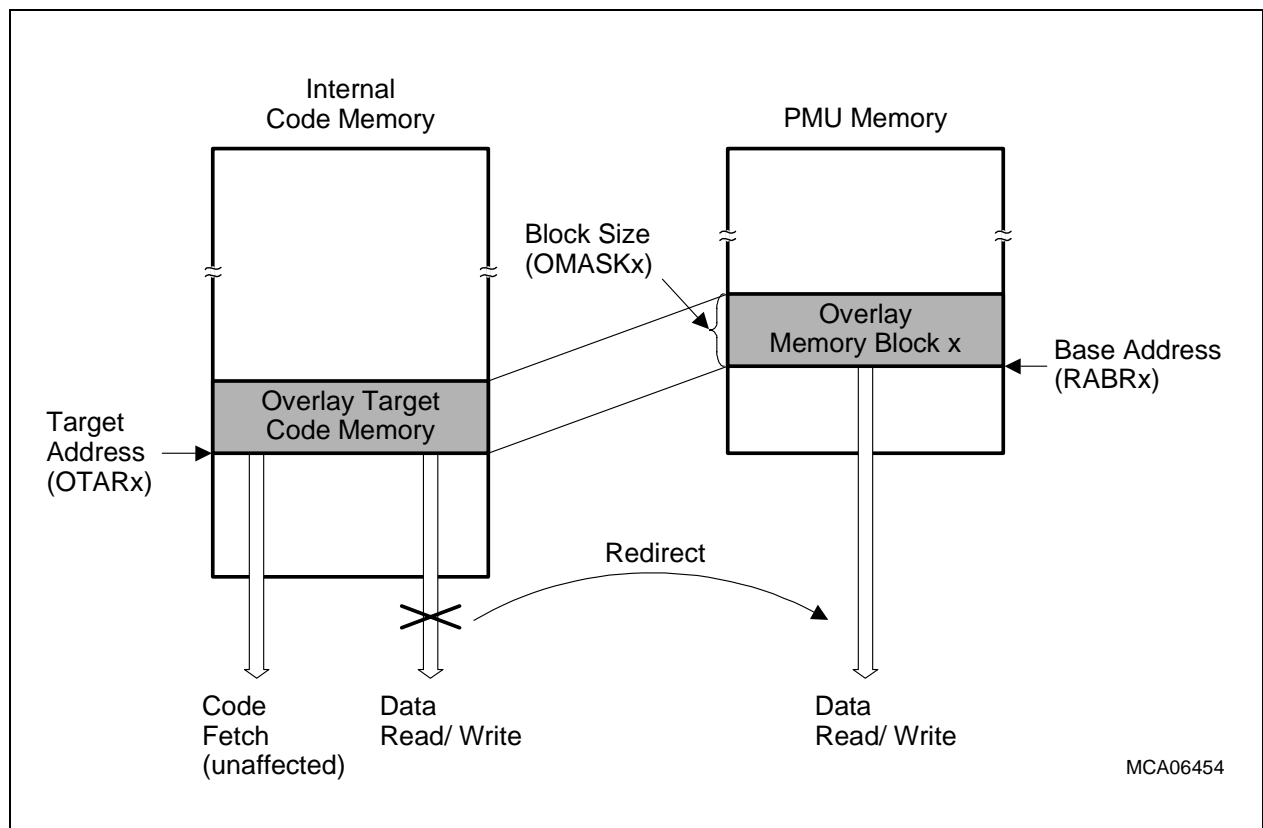 Internal
Code Memory
PMU Memory
Block Size
(OMASKx)
Overlay
Memory Block x
Base Address
(RABRx)
Overlay Target
Code Memory
Target
Address
(OTARx)
Redirect
Code
Fetch
(unaffected)
Data
Read/ Write
Data
Read/ Write
MCA06454